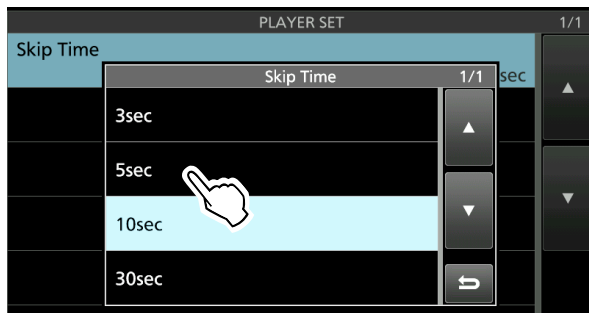 PLAYER SET 1/1
Skip Time
sec
Skip Time 1/1
3sec
5sec
10sec
30sec